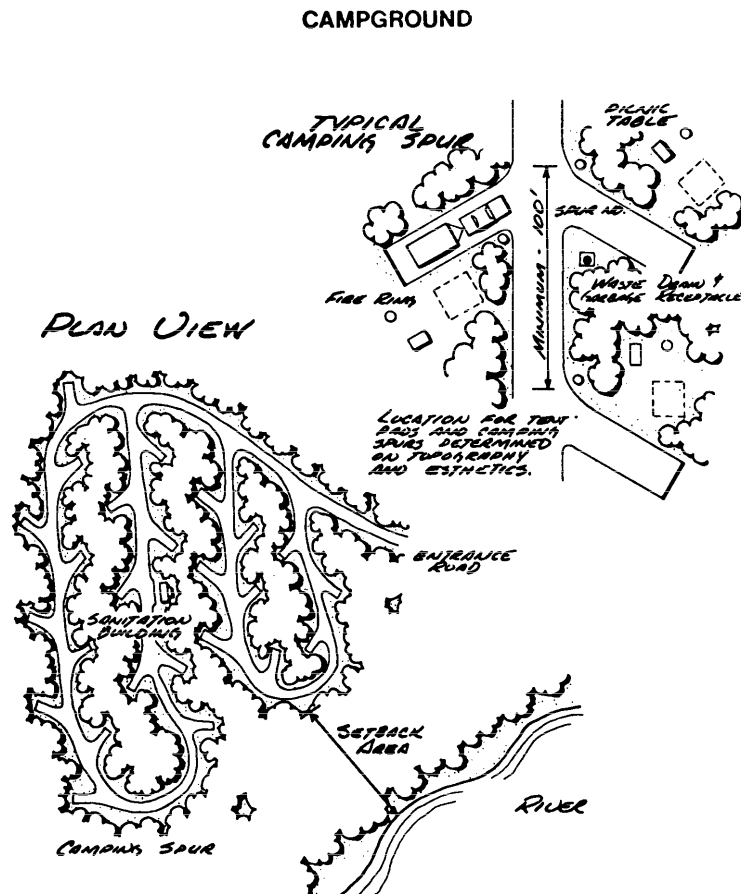 CAMPGROUND
TYPICAL
CAMPING SPUR
PICNIC
TABLE
SPUR NO.
MINIMUM - 100'
WASTE DRAIN &
GARBAGE RECEPTACLE
FIRE RING
PLAN VIEW
LOCATION FOR TENT
PADS AND CAMPING
SPURS DETERMINED
ON TOPOGRAPHY
AND ESTHETICS.
ENTRANCE
ROAD
SANITATION
BUILDING
SETBACK
AREA
RIVER
CAMPING SPUR